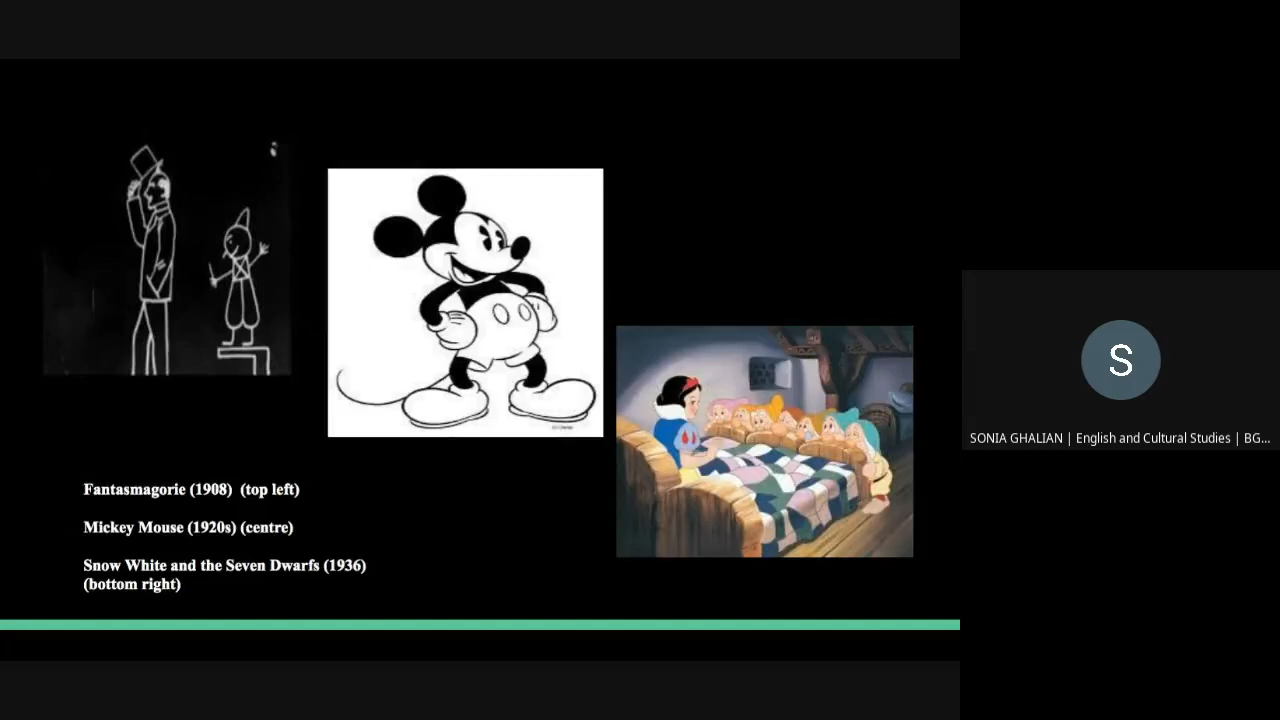 Fantasmagorie (1908) (top left)
Mickey Mouse (1920s) (centre)
Snow White and the Seven Dwarfs (1936)
(bottom right)
S
SONIA GHALIAN | English and Cultural Studies | BG...